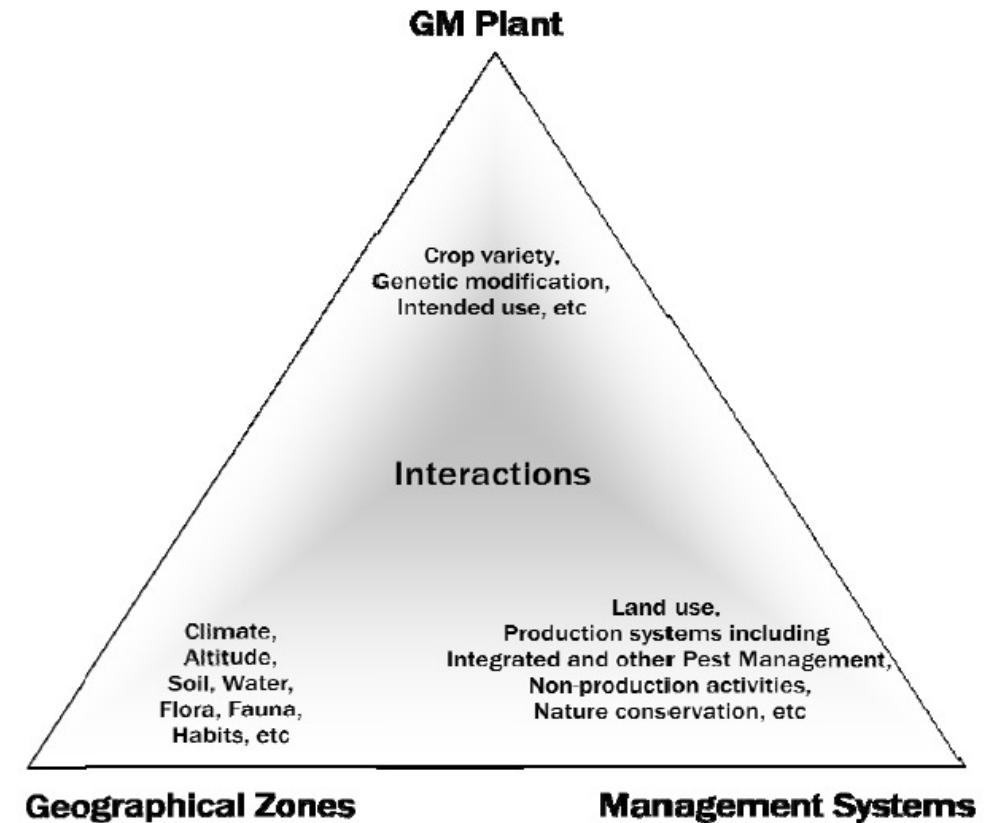 GM Plant
Crop variety,
Genetic modification,
Intended use, etc
Interactions
Climate,
Altitude,
Soil, Water,
Flora, Fauna,
Habits, etc
Land use,
Production systems including
Integrated and other Pest Management,
Non-production activities,
Nature conservation, etc
Geographical Zones
Management Systems